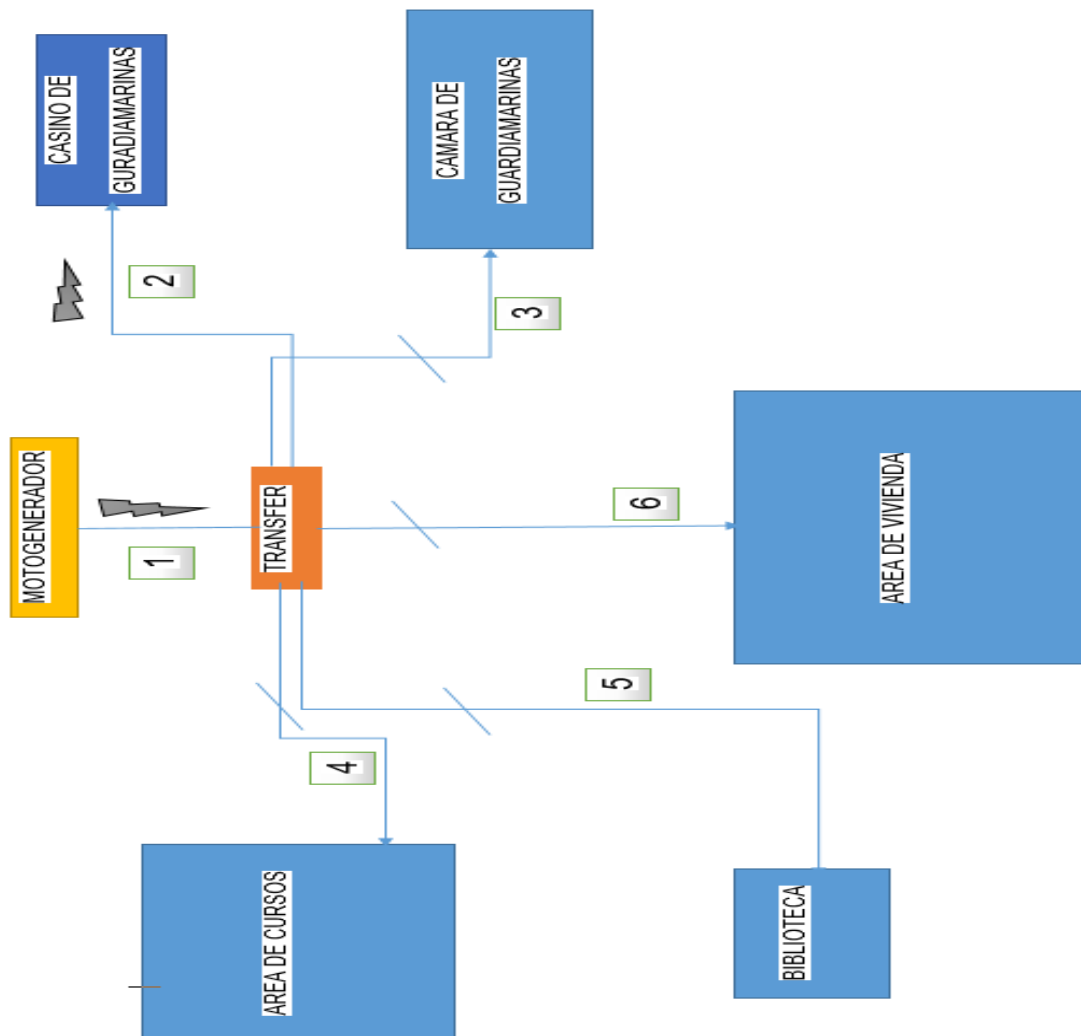 CASINO DE
GURADIAMARINAS
CAMARA DE
GUARDIAMARINAS
2
3
MOTOGENERADOR
1
TRANSFER
6
AREA DE VIVIENDA
4
5
AREA DE CURSOS
BIBLIOTECA